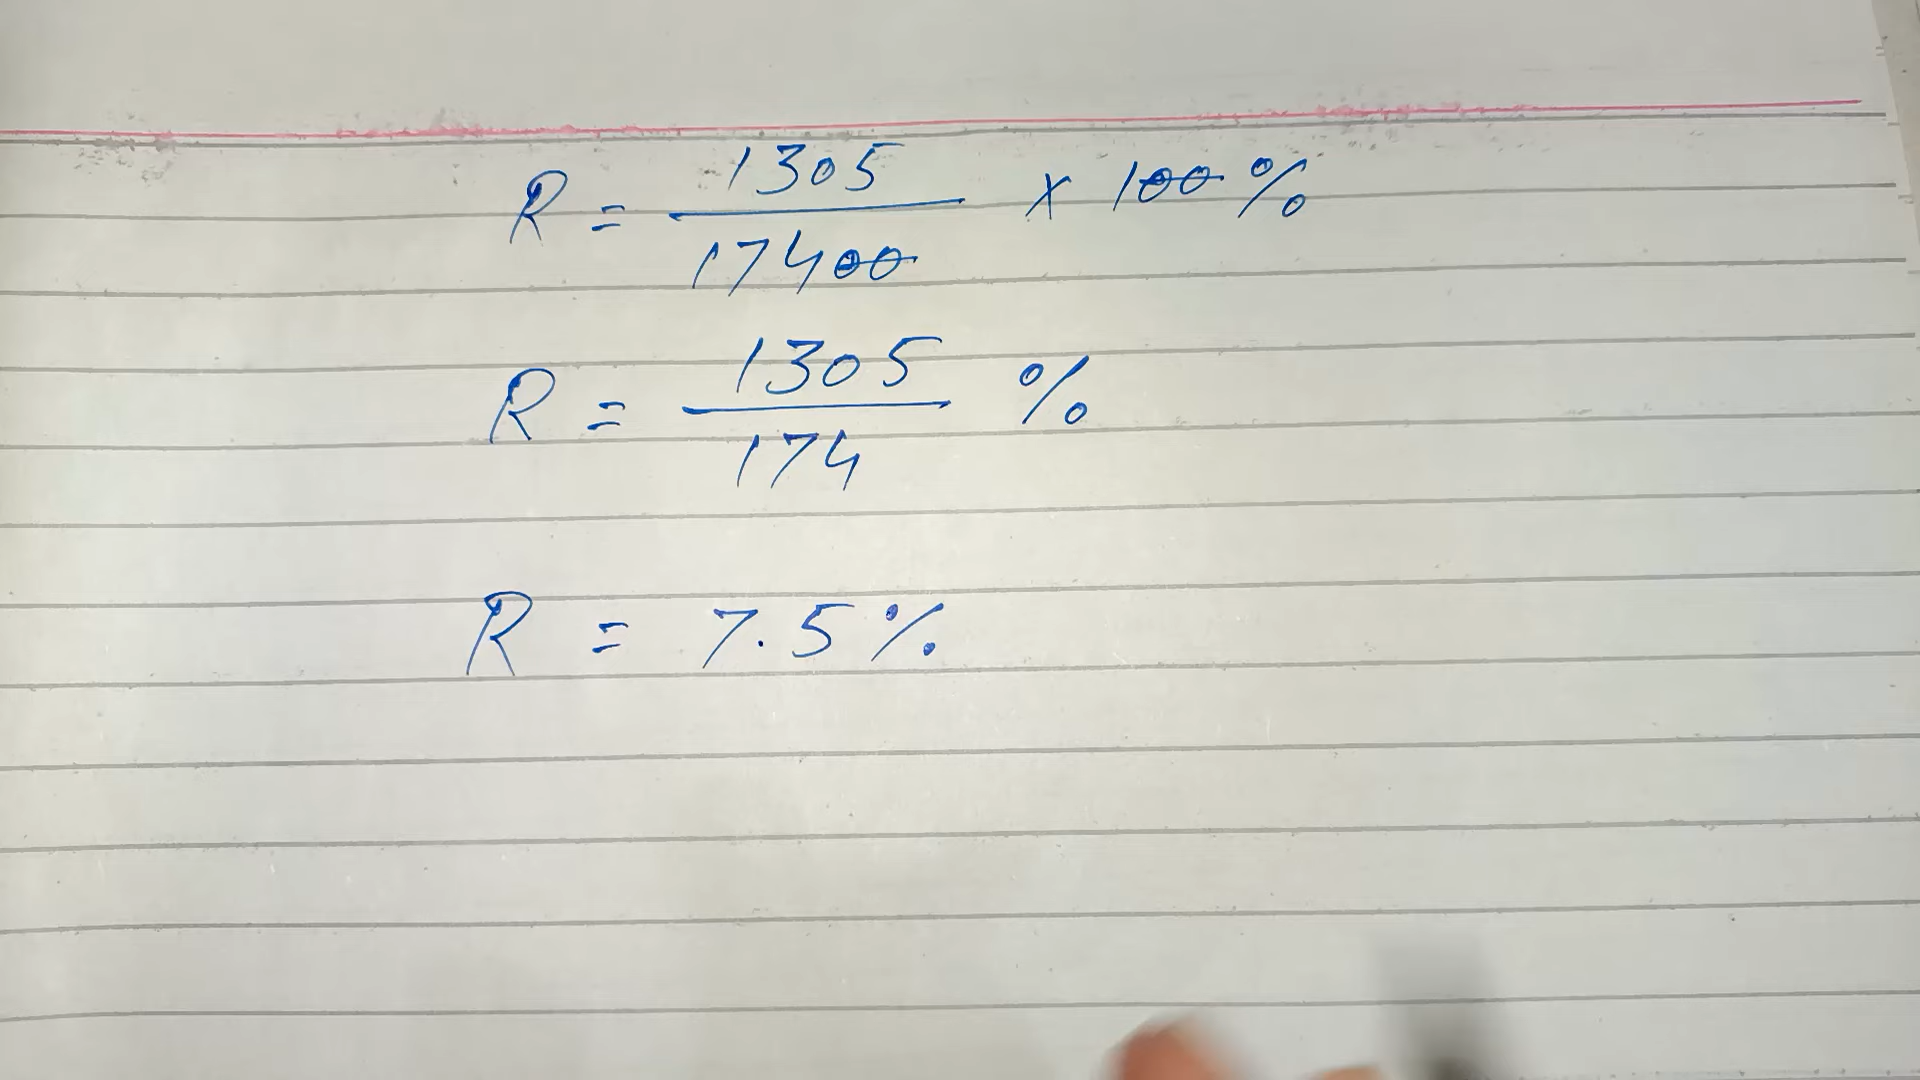 R = 1305/17400 × 100 %
R = 1305/174 %
R = 7.5 %